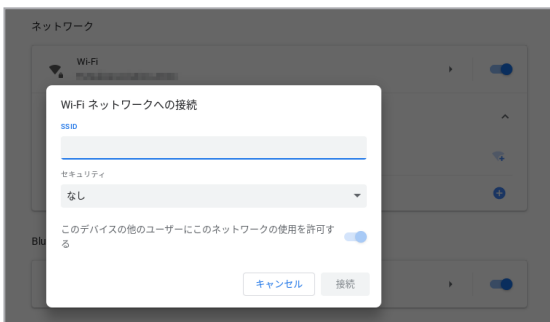 ネットワーク
Wi-Fi
Wi-Fi ネットワークへの接続
SSID
セキュリティ
なし
このデバイスの他のユーザーにこのネットワークの使用を許可す
る
Blu
キャンセル
接続